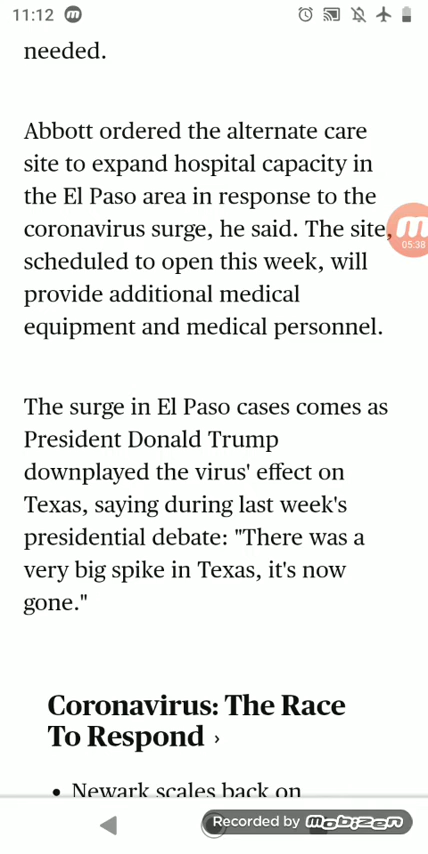 11:12
needed.
Abbott ordered the alternate care
site to expand hospital capacity in
the El Paso area in response to the
coronavirus surge, he said. The site,
05:38
scheduled to open this week, will
provide additional medical
equipment and medical personnel.
The surge in El Paso cases comes as
President Donald Trump
downplayed the virus' effect on
Texas, saying during last week's
presidential debate: "There was a
very big spike in Texas, it's now
gone."
Coronavirus: The Race
To Respond ›
• Newark scales back on
Recorded by mobizen